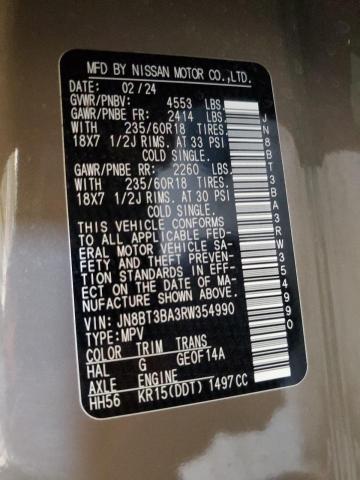 MFD BY NISSAN MOTOR CO.,LTD.
DATE: 02/24
GVWR/PNBV: 4553 LBS
GAWR/PNBE FR: 2414 LBS
WITH 235/60R18 TIRES.
18X7 1/2J RIMS. AT 33 PSI
COLD SINGLE.
GAWR/PNBE RR: 2260 LBS.
WITH 235/60R18 TIRES.
18X7 1/2J RIMS. AT 30 PSI
COLD SINGLE.
THIS VEHICLE CONFORMS
TO ALL APPLICABLE FED-
ERAL MOTOR VEHICLE SA-
FETY AND THEFT PREVEN-
TION STANDARDS IN EFF-
ECT ON THE DATE OF MA-
NUFACTURE SHOWN ABOVE.
VIN: JN8BT3BA3RW354990
TYPE: MPV
COLOR TRIM TRANS
HAL G GE0F14A
AXLE ENGINE
HH56 KR15(DDT) 1497CC
JN8BT3BA3RW354990